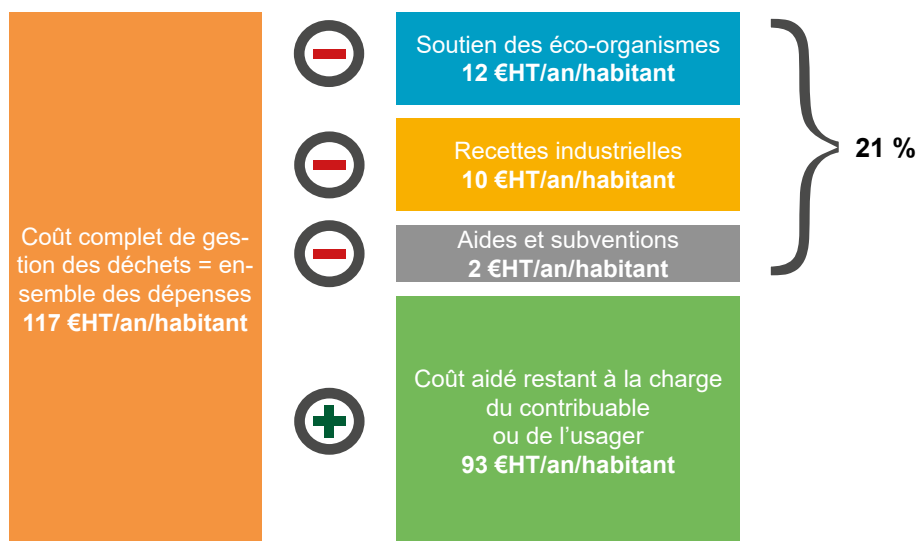 Coût complet de ges-
tion des déchets = en-
semble des dépenses
117 €HT/an/habitant
Soutien des éco-organismes
12 €HT/an/habitant
Recettes industrielles
10 €HT/an/habitant
Aides et subventions
2 €HT/an/habitant
21 %
Coût aidé restant à la charge
du contribuable
ou de l’usager
93 €HT/an/habitant